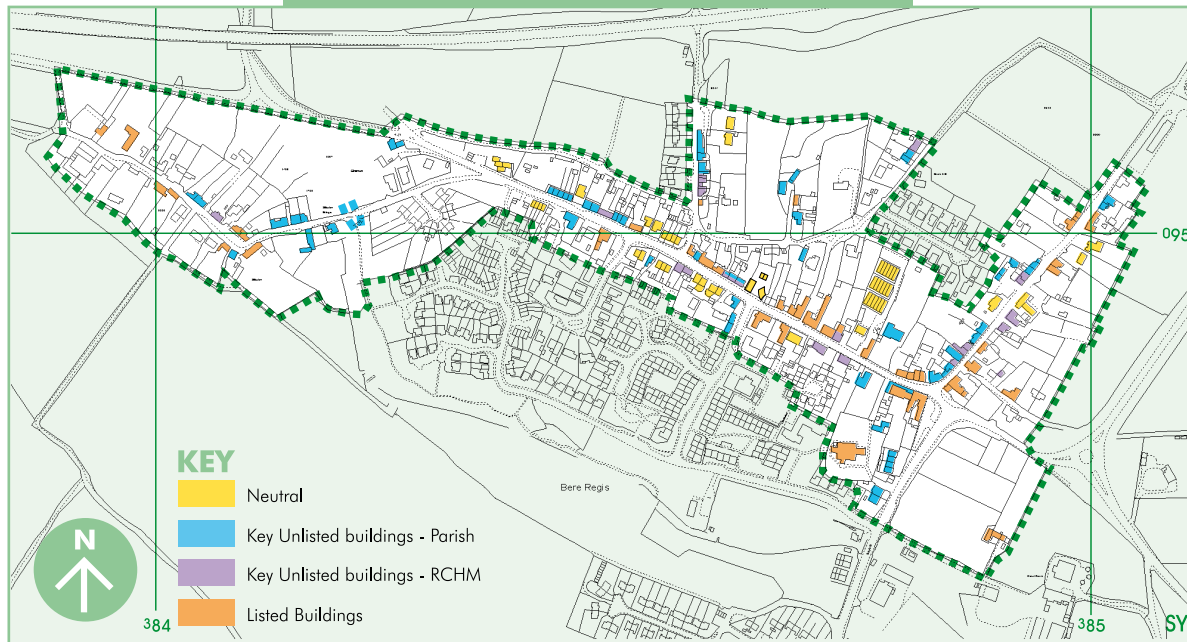 095
Bere Regis
KEY
Neutral
Key Unlisted buildings - Parish
Key Unlisted buildings - RCHM
Listed Buildings
N
384
385
SY